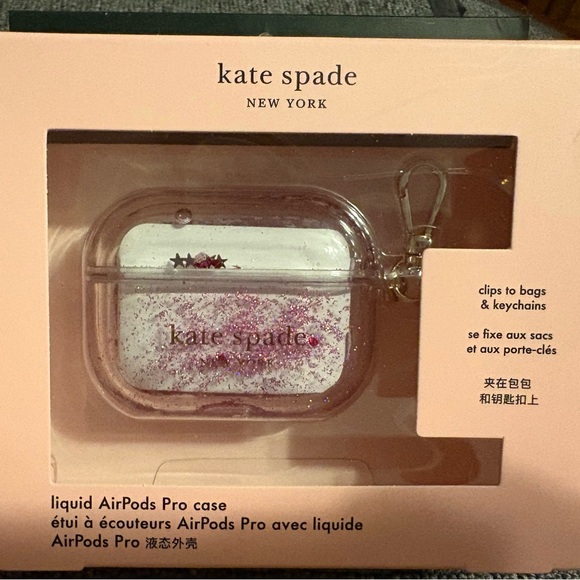 kate spade
NEW YORK
kate spade
NEW YORK
clips to bags
& keychains
se fixe aux sacs
et aux porte-clés
夹在包包
和钥匙扣上
liquid AirPods Pro case
étui à écouteurs AirPods Pro avec liquide
AirPods Pro 液态外壳